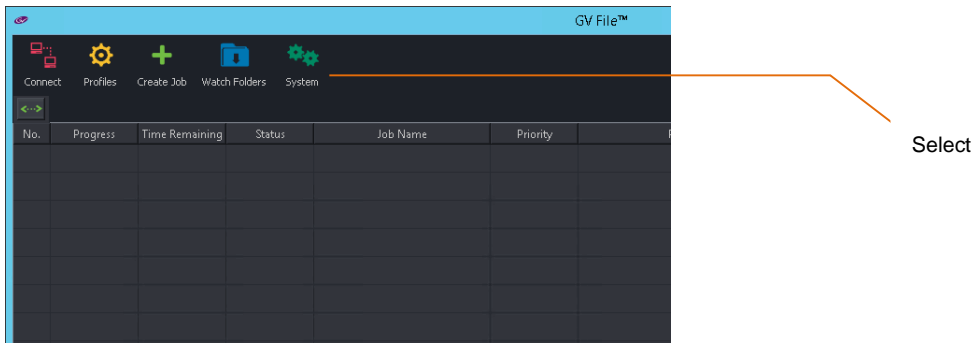 GV File™
Connect Profiles Create Job Watch Folders System
<--->
No. Progress Time Remaining Status Job Name Priority
Select